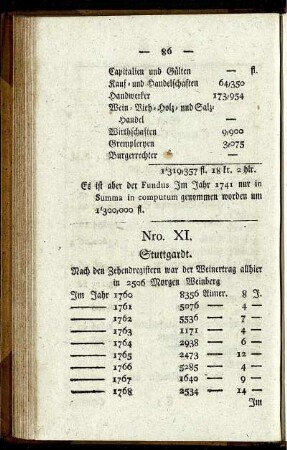 — 86 —
Capitalien und Gülten — fl.
Kauf- und Handelschaften 64,350
Handwerker 173,954
Wein- Vieh- Holz- und Salz-
Handel —
Wirthschaften 9,900
Grempleryen 3,075
Burgerrechter —
1'319,357 fl. 18 kr. 2 hlr.
Es ist aber der Fundus Im Jahr 1741 nur in
Summa in computum genommen worden um
1'300,000 fl.
Nro. XI.
Stuttgardt.
Nach den Zehendregistern war der Weinertrag allhier
in 2506 Morgen Weinberg
Im Jahr 1760 8356 Aimer. 8 J.
— 1761 5076 — 4 —
— 1762 5536 — 7 —
— 1763 1171 — 4 —
— 1764 2938 — 6 —
— 1765 2473 — 12 —
— 1766 5285 — 4 —
— 1767 1640 — 9 —
— 1768 2534 — 14 —
Im